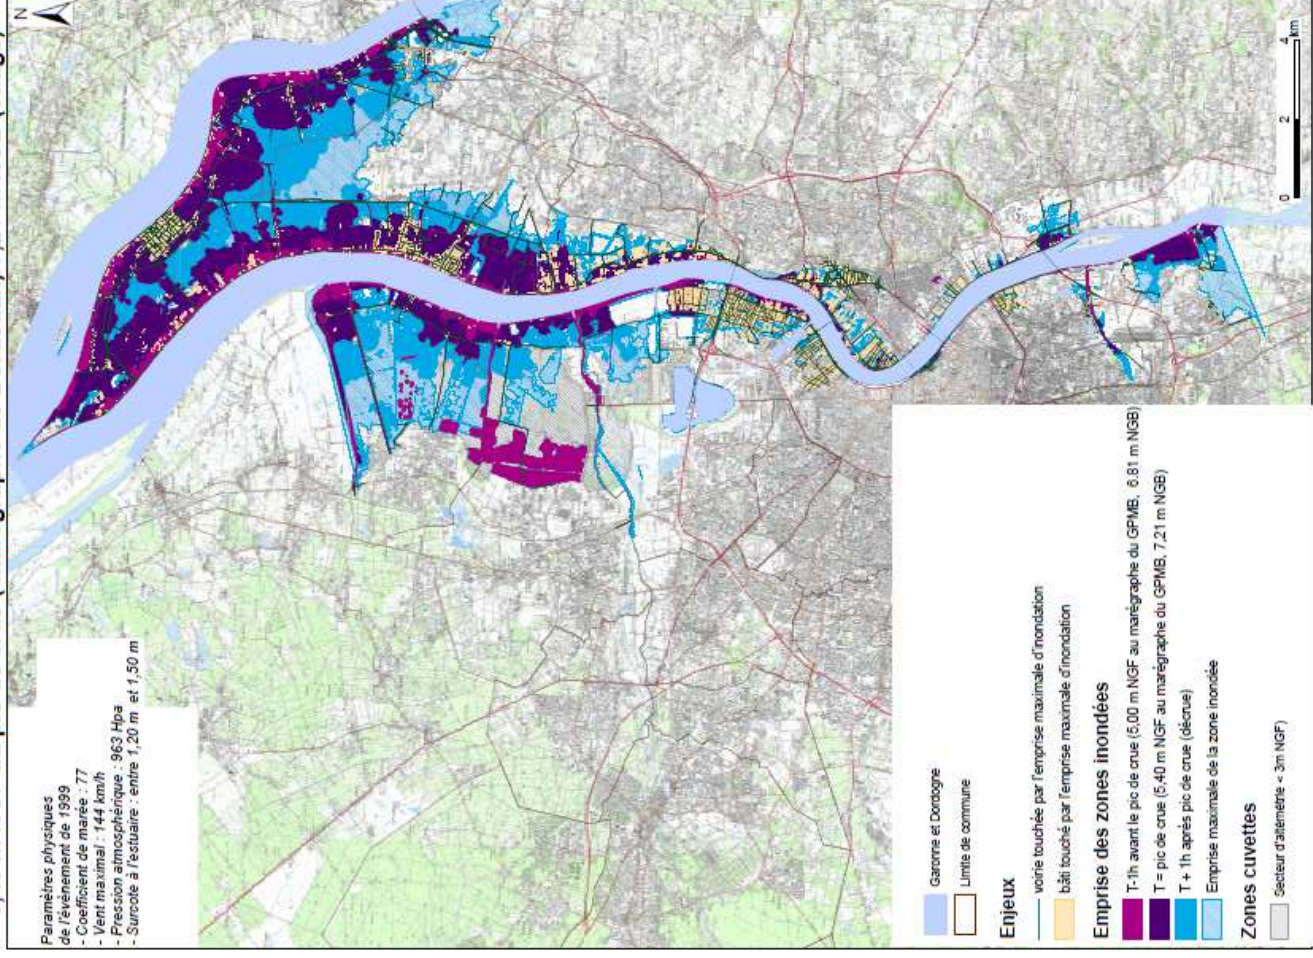 Paramètres physiques
de l'évènement de 1999
- Coefficient de marée : 77
- Vent maximal : 144 km/h
- Pression atmosphérique : 963 Hpa
- Surcote à l'estuaire : entre 1,20 m et 1,50 m
N
Garonne et Dordogne
Limite de commune
Enjeux
voirie touchée par l'emprise maximale d'inondation
bâti touché par l'emprise maximale d'inondation
Emprise des zones inondées
T-1h avant le pic de crue (5,00 m NGF au marégraphe du GPMB, 6.81 m NGB)
T = pic de crue (5,40 m NGF au marégraphe du GPMB, 7,21 m NGB)
T + 1h après pic de crue (décrue)
Emprise maximale de la zone inondée
Zones cuvettes
Secteur d'altémétrie < 3m NGF)
0 2 4
km